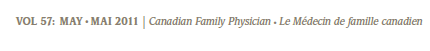 VOL 57: MAY • MAI 2011 | Canadian Family Physician • Le Médecin de famille canadien